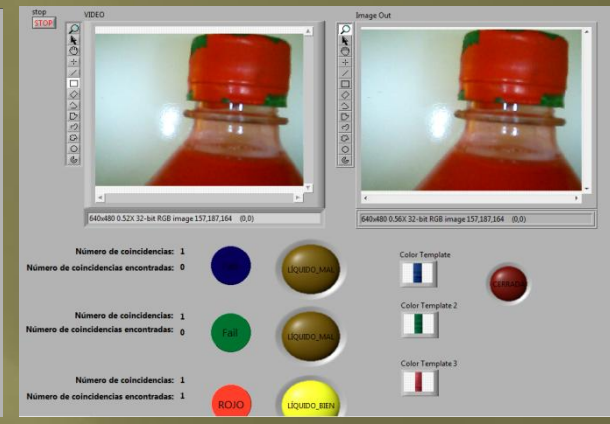 stop
STOP
VIDEO
Image Out
640x480 0.52X 32-bit RGB image 157,187,164 (0,0)
640x480 0.56X 32-bit RGB image 157,187,164 (0,0)
Número de coincidencias: 1
Número de coincidencias encontradas: 0
LÍQUIDO_MAL
Color Template
CERRADA
Número de coincidencias: 1
Número de coincidencias encontradas: 0
Fail
LÍQUIDO_MAL
Color Template 2
Color Template 3
Número de coincidencias: 1
Número de coincidencias encontradas: 1
ROJO
LÍQUIDO_BIEN